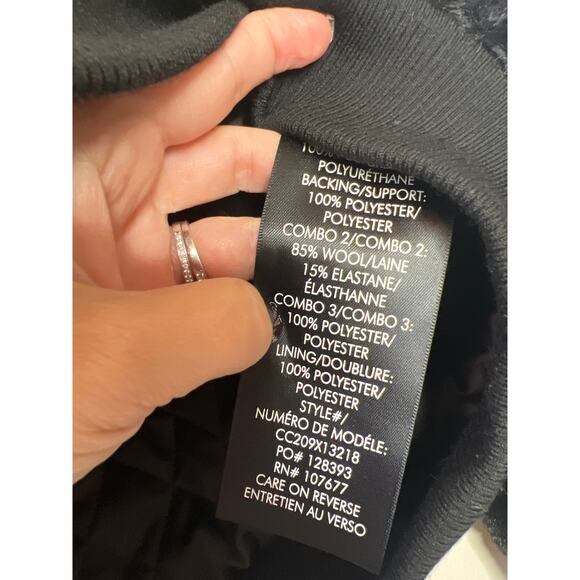 100%
POLYURÉTHANE
BACKING/SUPPORT:
100% POLYESTER/
POLYESTER
COMBO 2/COMBO 2:
85% WOOL/LAINE
15% ELASTANE/
ÉLASTHANNE
COMBO 3/COMBO 3:
100% POLYESTER/
POLYESTER
LINING/DOUBLURE:
100% POLYESTER/
POLYESTER
STYLE#/
NUMÉRO DE MODÈLE:
CC209X13218
PO# 128393
RN# 107677
CARE ON REVERSE
ENTRETIEN AU VERSO